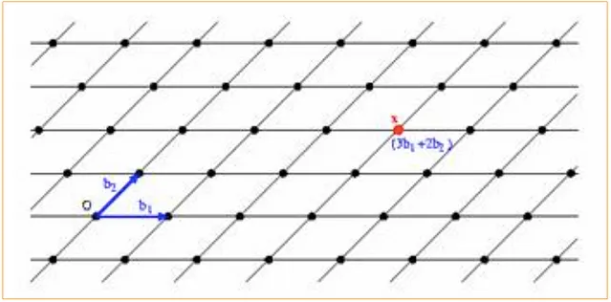 x
(3b₁ +2b₂ )
b₂
O b₁